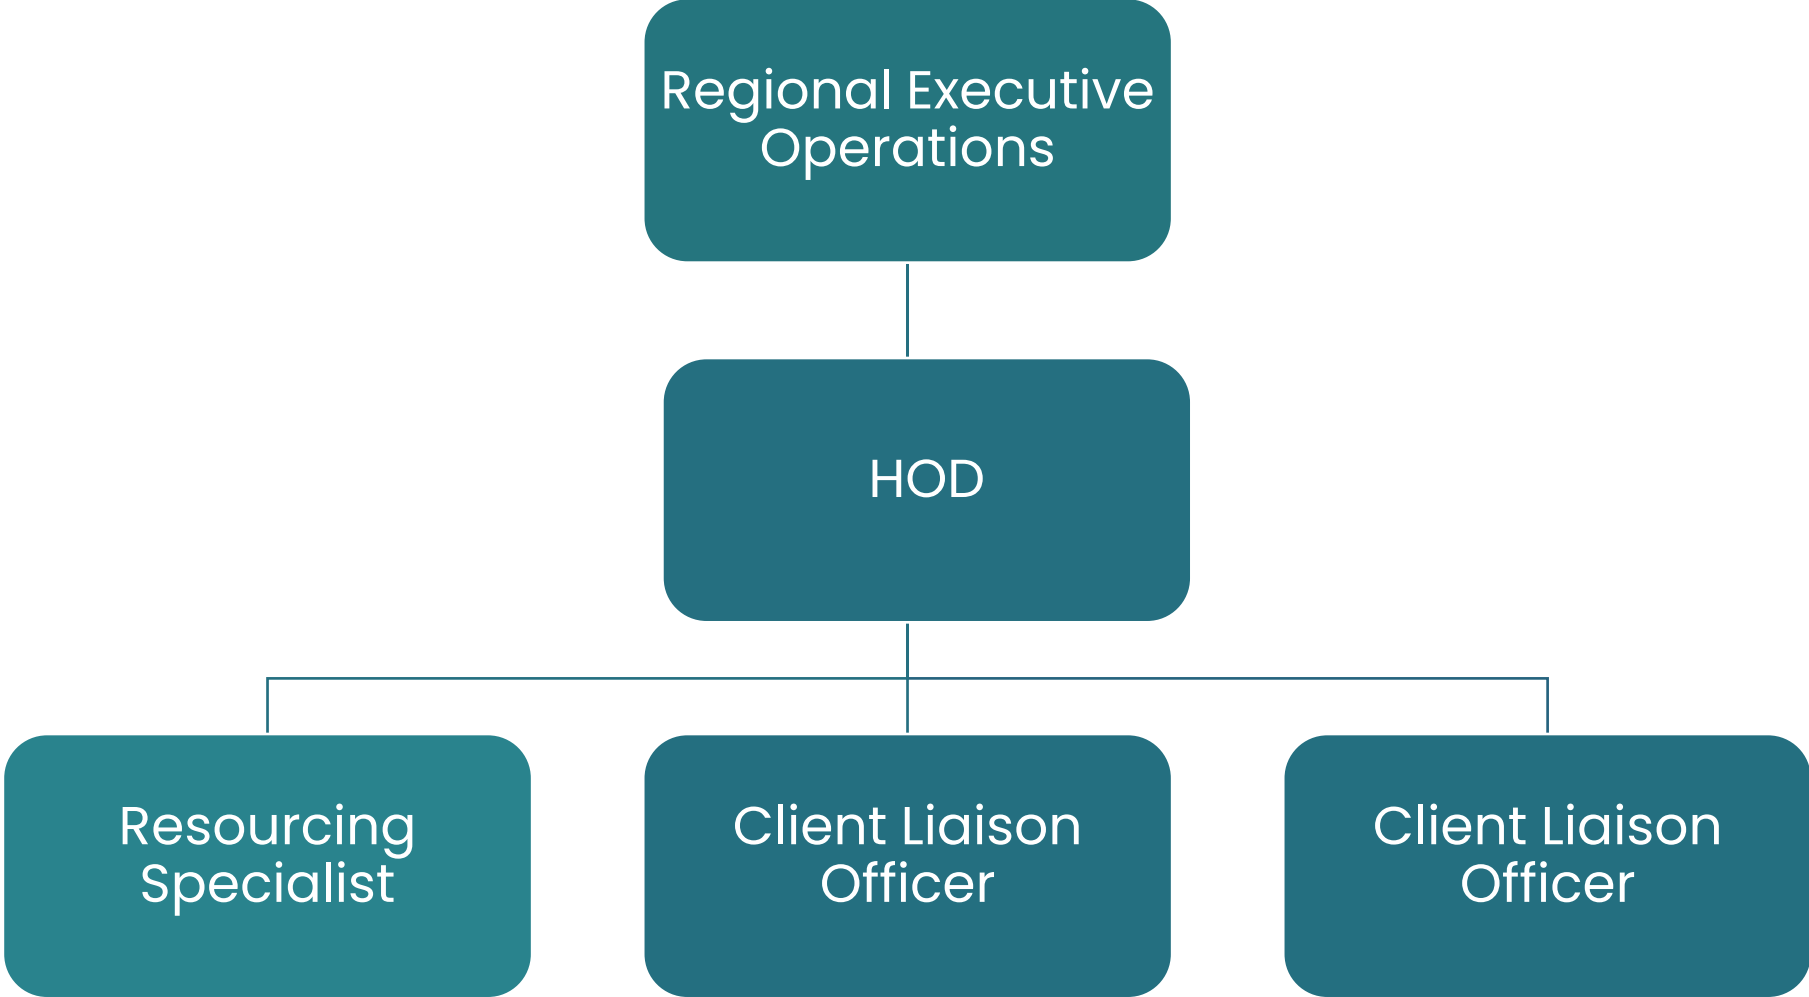 Regional Executive
Operations
HOD
Resourcing
Specialist
Client Liaison
Officer
Client Liaison
Officer